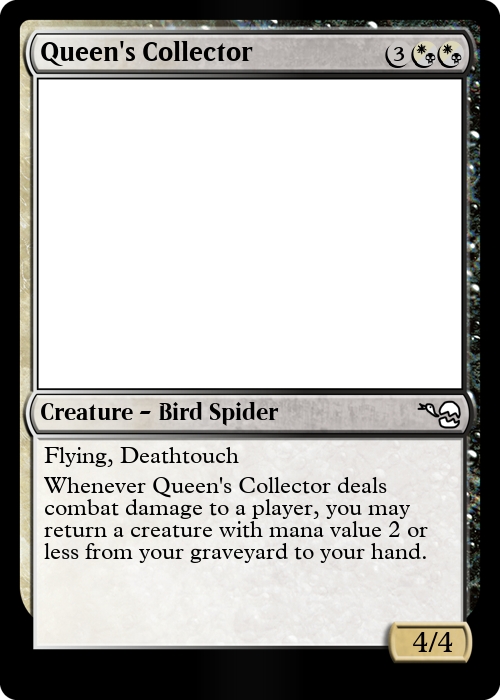 Queen's Collector
3
Creature – Bird Spider
Flying, Deathtouch
Whenever Queen's Collector deals
combat damage to a player, you may
return a creature with mana value 2 or
less from your graveyard to your hand.
4/4